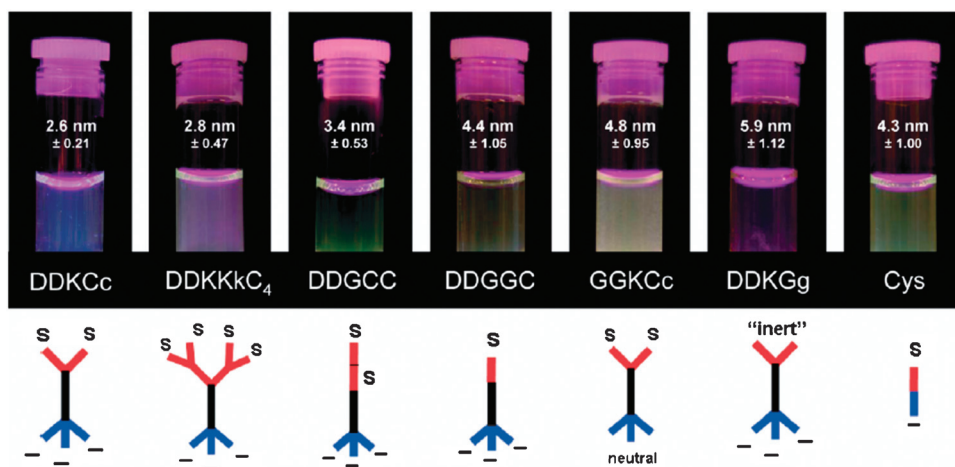 2.6 nm
± 0.21
2.8 nm
± 0.47
3.4 nm
± 0.53
4.4 nm
± 1.05
4.8 nm
± 0.95
5.9 nm
± 1.12
4.3 nm
± 1.00
DDKCc
DDKKkC₄
DDGCC
DDGGC
GGKCc
DDKGg
Cys
S S
S S S S
S
S
S
S S
"inert"
S
neutral